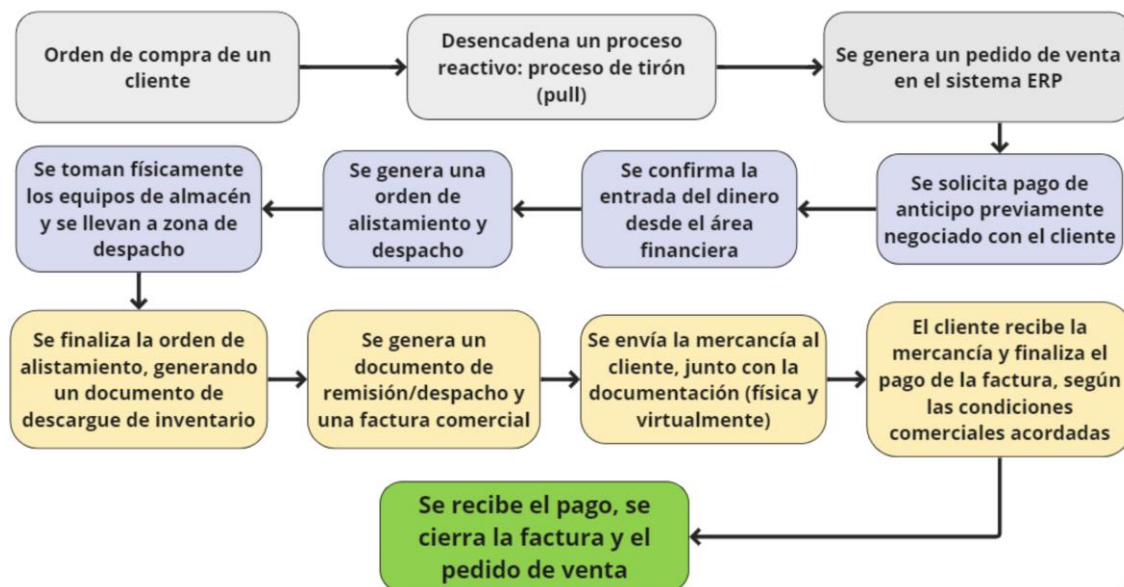 Orden de compra de un
cliente
Desencadena un proceso
reactivo: proceso de tirón
(pull)
Se genera un pedido de venta
en el sistema ERP
Se solicita pago de
anticipo previamente
negociado con el cliente
Se confirma la
entrada del dinero
desde el área
financiera
Se genera una
orden de
alistamiento y
despacho
Se toman físicamente
los equipos de almacén
y se llevan a zona de
despacho
Se finaliza la orden de
alistamiento, generando
un documento de
descargue de inventario
Se genera un
documento de
remisión/despacho y
una factura comercial
Se envía la mercancía al
cliente, junto con la
documentación (física y
virtualmente)
El cliente recibe la
mercancía y finaliza el
pago de la factura, según
las condiciones
comerciales acordadas
Se recibe el pago, se
cierra la factura y el
pedido de venta